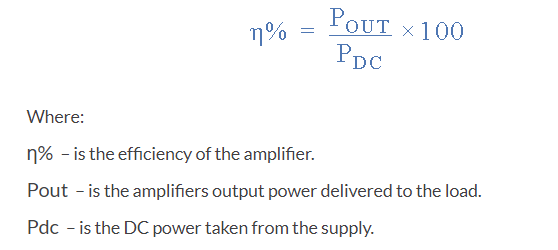 η% = P_OUT / P_DC × 100
Where:
η% – is the efficiency of the amplifier.
Pout – is the amplifiers output power delivered to the load.
Pdc – is the DC power taken from the supply.